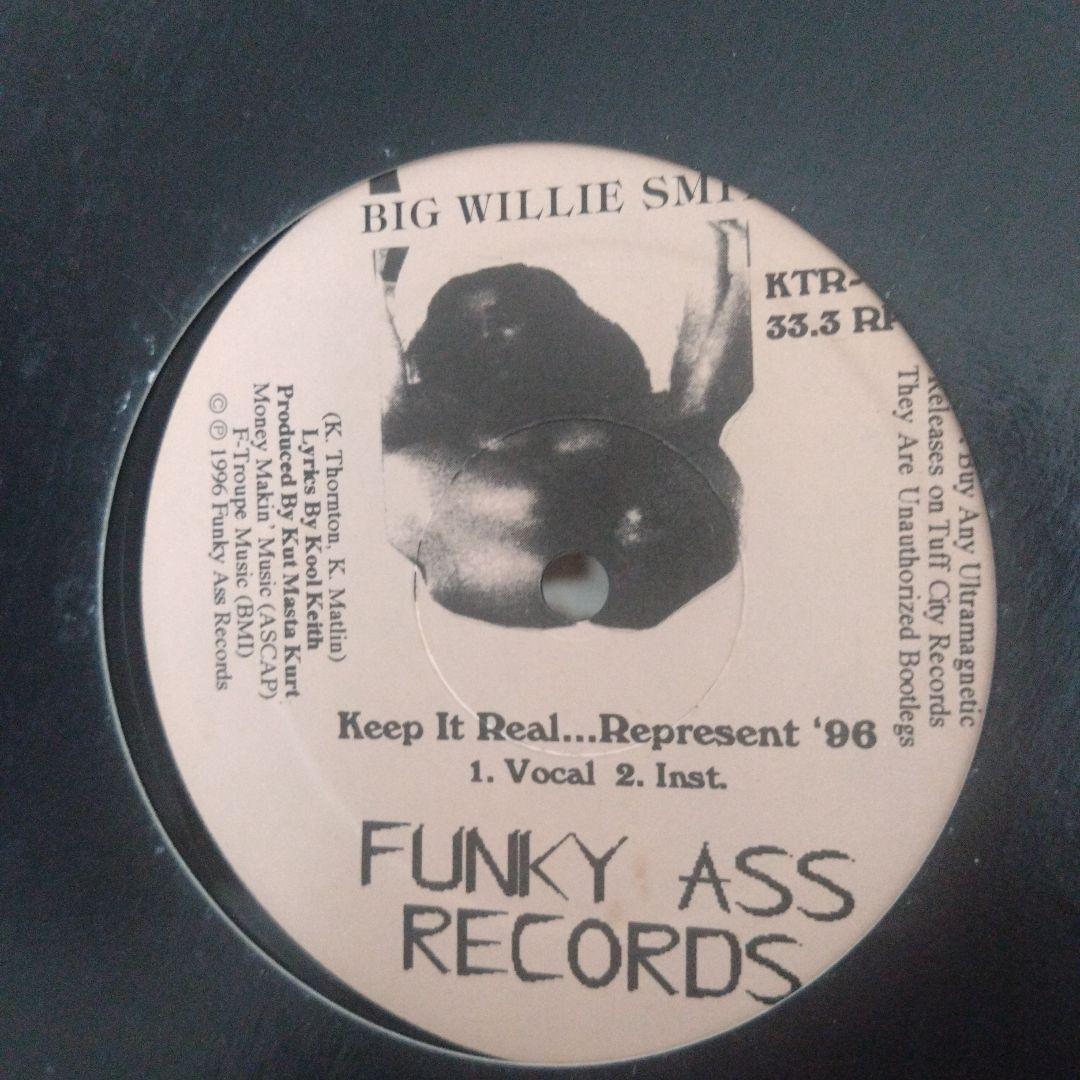 BIG WILLIE
KTR-
33.3
Buy Any Ultramagnetic
Releases on Tuff City Records
They Are Unauthorized Bootlegs
(K. Thornton, K. Matlin)
Lyrics By Kool Keith
Produced By Kut Masta Kurt
Money Makin' Music (ASCAP)
F-Troupe Music (BMI)
© ℗ 1996 Funky Ass Records
Keep It Real...Represent ‘96
1. Vocal 2. Inst.
FUNKY ASS
RECORDS